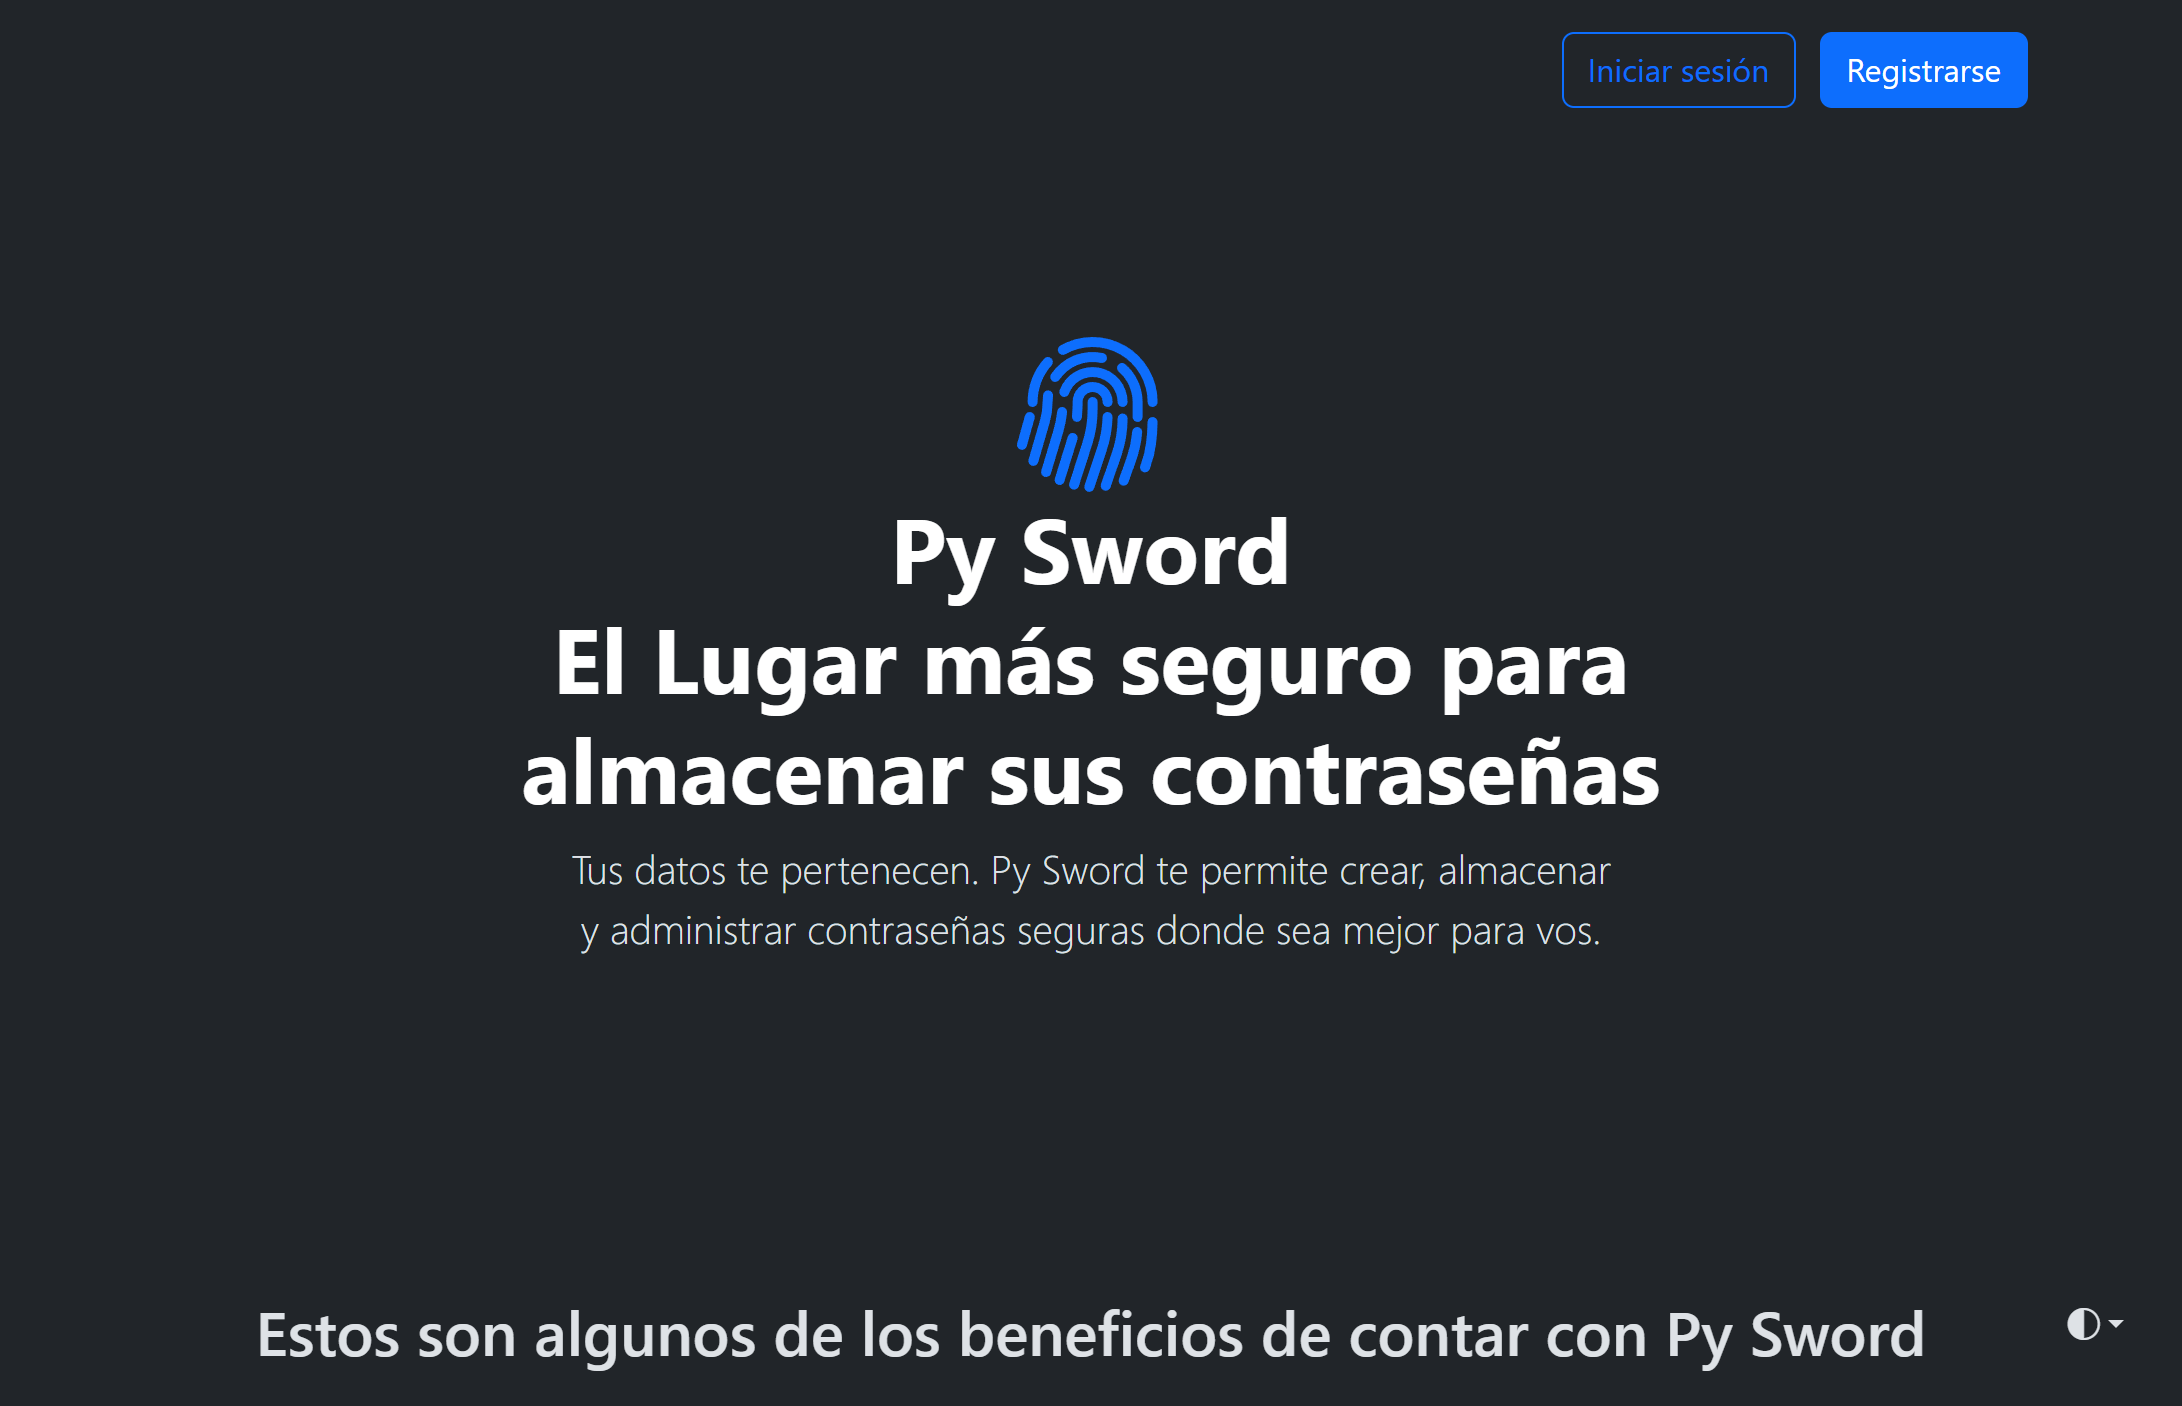 Iniciar sesión
Registrarse
Py Sword
El Lugar más seguro para
almacenar sus contraseñas
Tus datos te pertenecen. Py Sword te permite crear, almacenar
y administrar contraseñas seguras donde sea mejor para vos.
Estos son algunos de los beneficios de contar con Py Sword